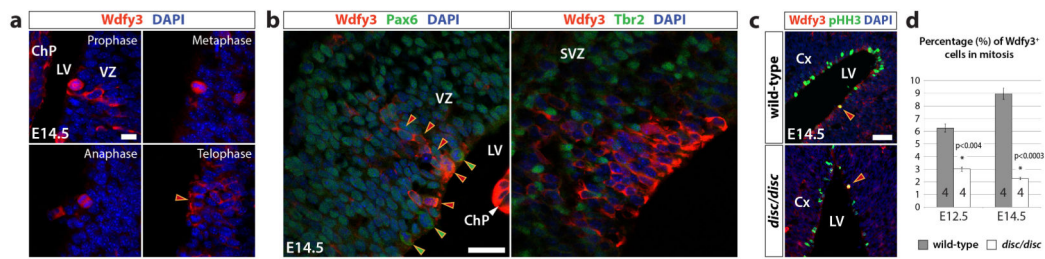 a
Wdfy3 DAPI
ChP
Prophase
LV
VZ
E14.5
Metaphase
Anaphase
Telophase
b
Wdfy3 Pax6 DAPI
VZ
LV
ChP
E14.5
Wdfy3 Tbr2 DAPI
SVZ
c
Wdfy3 pHH3 DAPI
wild-type
Cx
LV
E14.5
disc/disc
Cx
LV
d
Percentage (%) of Wdfy3+
cells in mitosis
10
9
8
7
6
5
4
3
2
1
0
p<0.004
*
p<0.0003
*
4 4 4 4
E12.5 E14.5
wild-type disc/disc